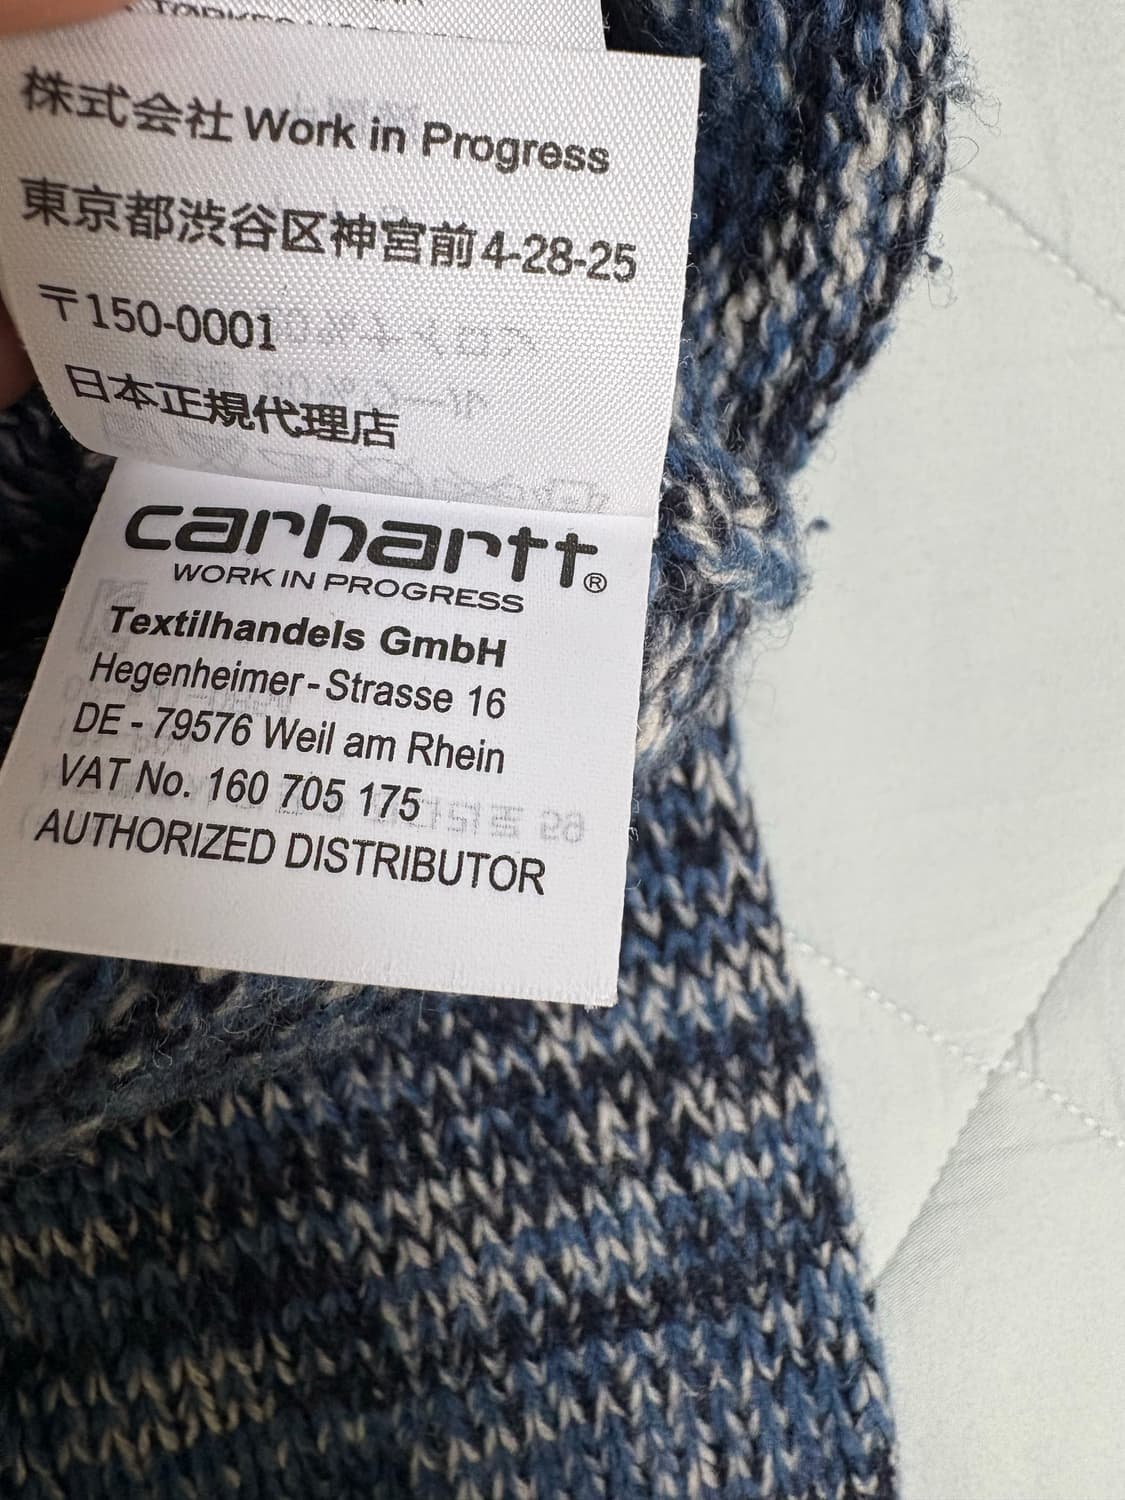 株式会社 Work in Progress
東京都渋谷区神宮前4-28-25
〒150-0001
日本正規代理店
carhartt®
WORK IN PROGRESS
Textilhandels GmbH
Hegenheimer-Strasse 16
DE - 79576 Weil am Rhein
VAT No. 160 705 175
AUTHORIZED DISTRIBUTOR